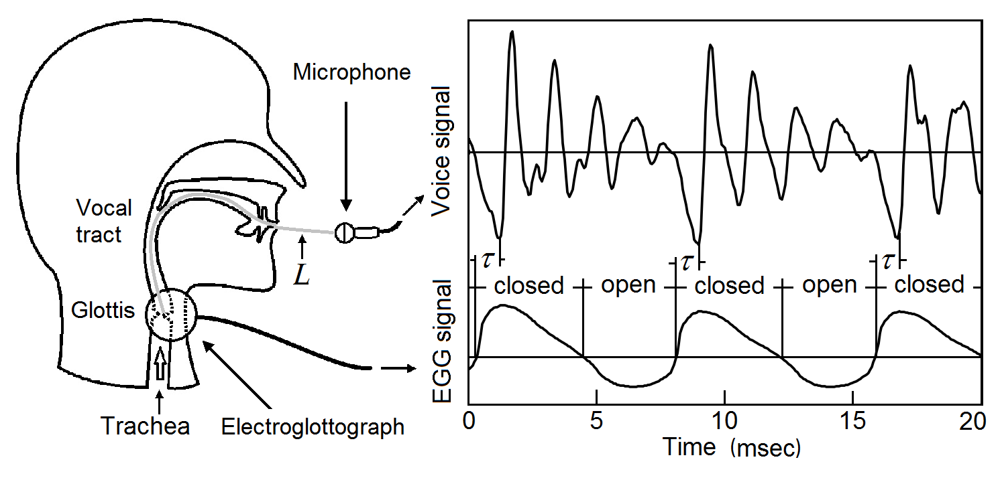 Microphone
Vocal
tract
L
Glottis
Trachea
Electroglottograph
Voice signal
EGG signal
τ τ τ
closed open closed open closed
0 5 10 15 20
Time (msec)